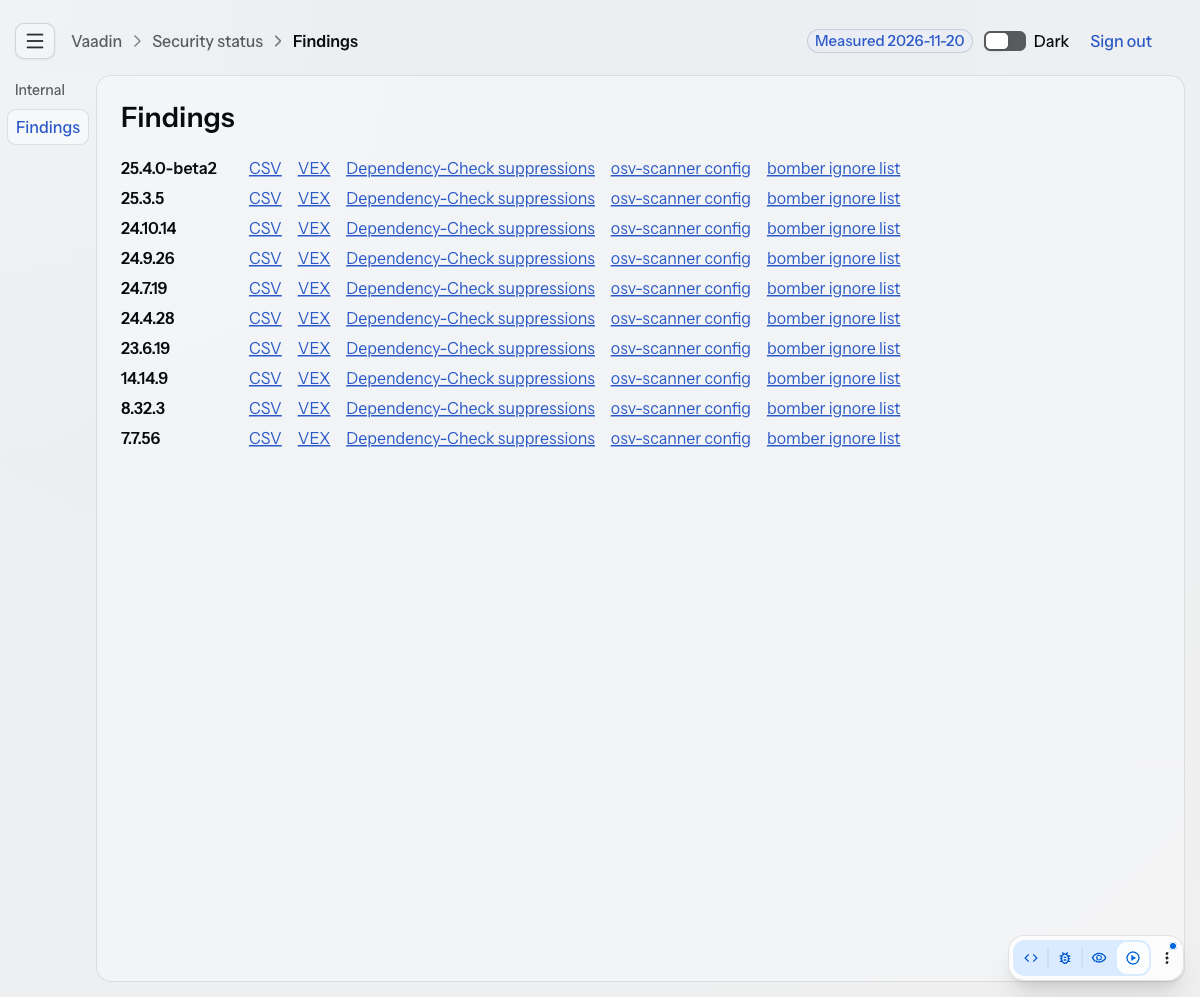 Vaadin > Security status > Findings
Measured 2026-11-20 Dark Sign out
Internal
Findings
Findings
25.4.0-beta2 CSV VEX Dependency-Check suppressions osv-scanner config bomber ignore list
25.3.5 CSV VEX Dependency-Check suppressions osv-scanner config bomber ignore list
24.10.14 CSV VEX Dependency-Check suppressions osv-scanner config bomber ignore list
24.9.26 CSV VEX Dependency-Check suppressions osv-scanner config bomber ignore list
24.7.19 CSV VEX Dependency-Check suppressions osv-scanner config bomber ignore list
24.4.28 CSV VEX Dependency-Check suppressions osv-scanner config bomber ignore list
23.6.19 CSV VEX Dependency-Check suppressions osv-scanner config bomber ignore list
14.14.9 CSV VEX Dependency-Check suppressions osv-scanner config bomber ignore list
8.32.3 CSV VEX Dependency-Check suppressions osv-scanner config bomber ignore list
7.7.56 CSV VEX Dependency-Check suppressions osv-scanner config bomber ignore list